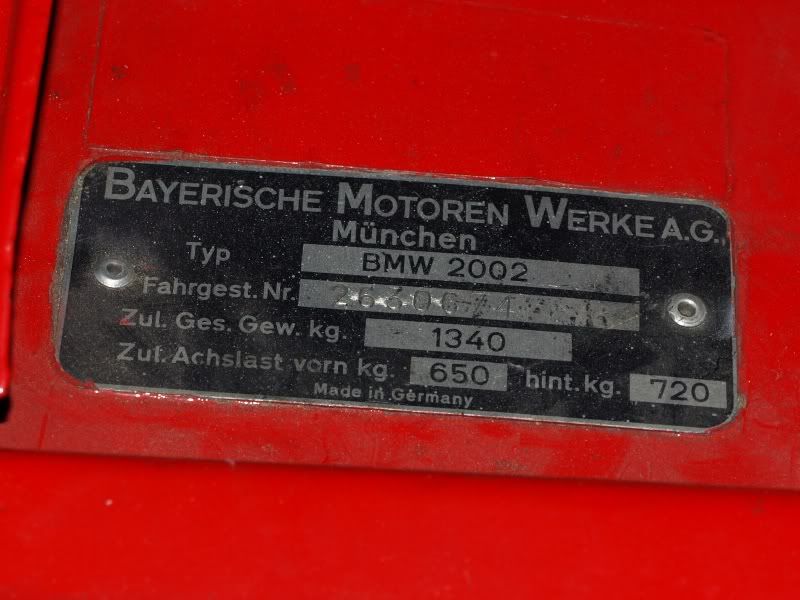 BAYERISCHE MOTOREN WERKE A.G.,
München
Typ BMW 2002
Fahrgest. Nr.
Zul. Ges. Gew. kg. 1340
Zul. Achslast vorn kg. 650 hint. kg. 720
Made in Germany